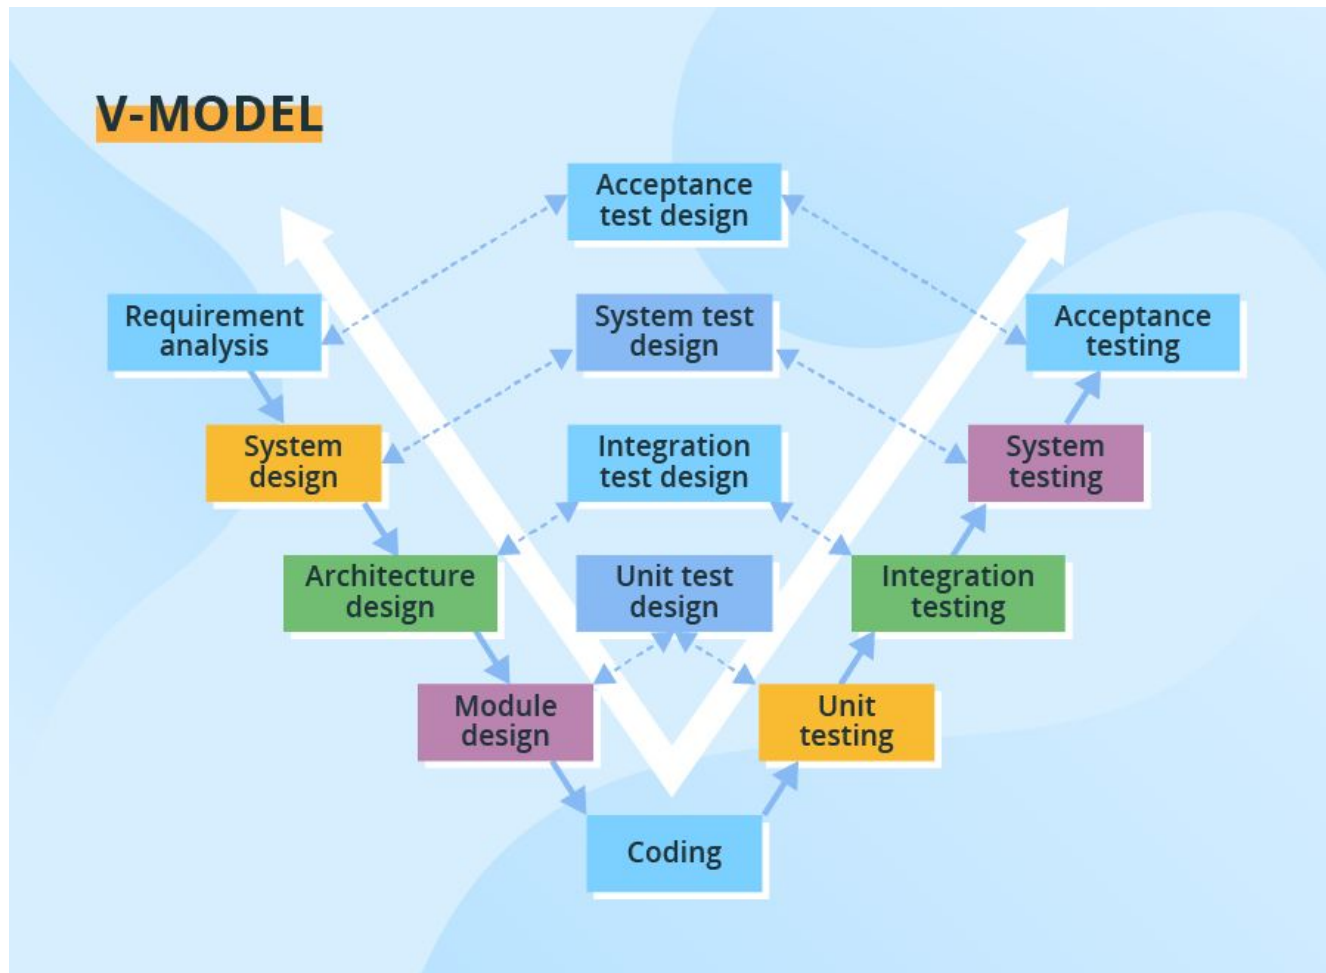 V-MODEL
Acceptance
test design
Requirement
analysis
System test
design
Acceptance
testing
System
design
Integration
test design
System
testing
Architecture
design
Unit test
design
Integration
testing
Module
design
Unit
testing
Coding